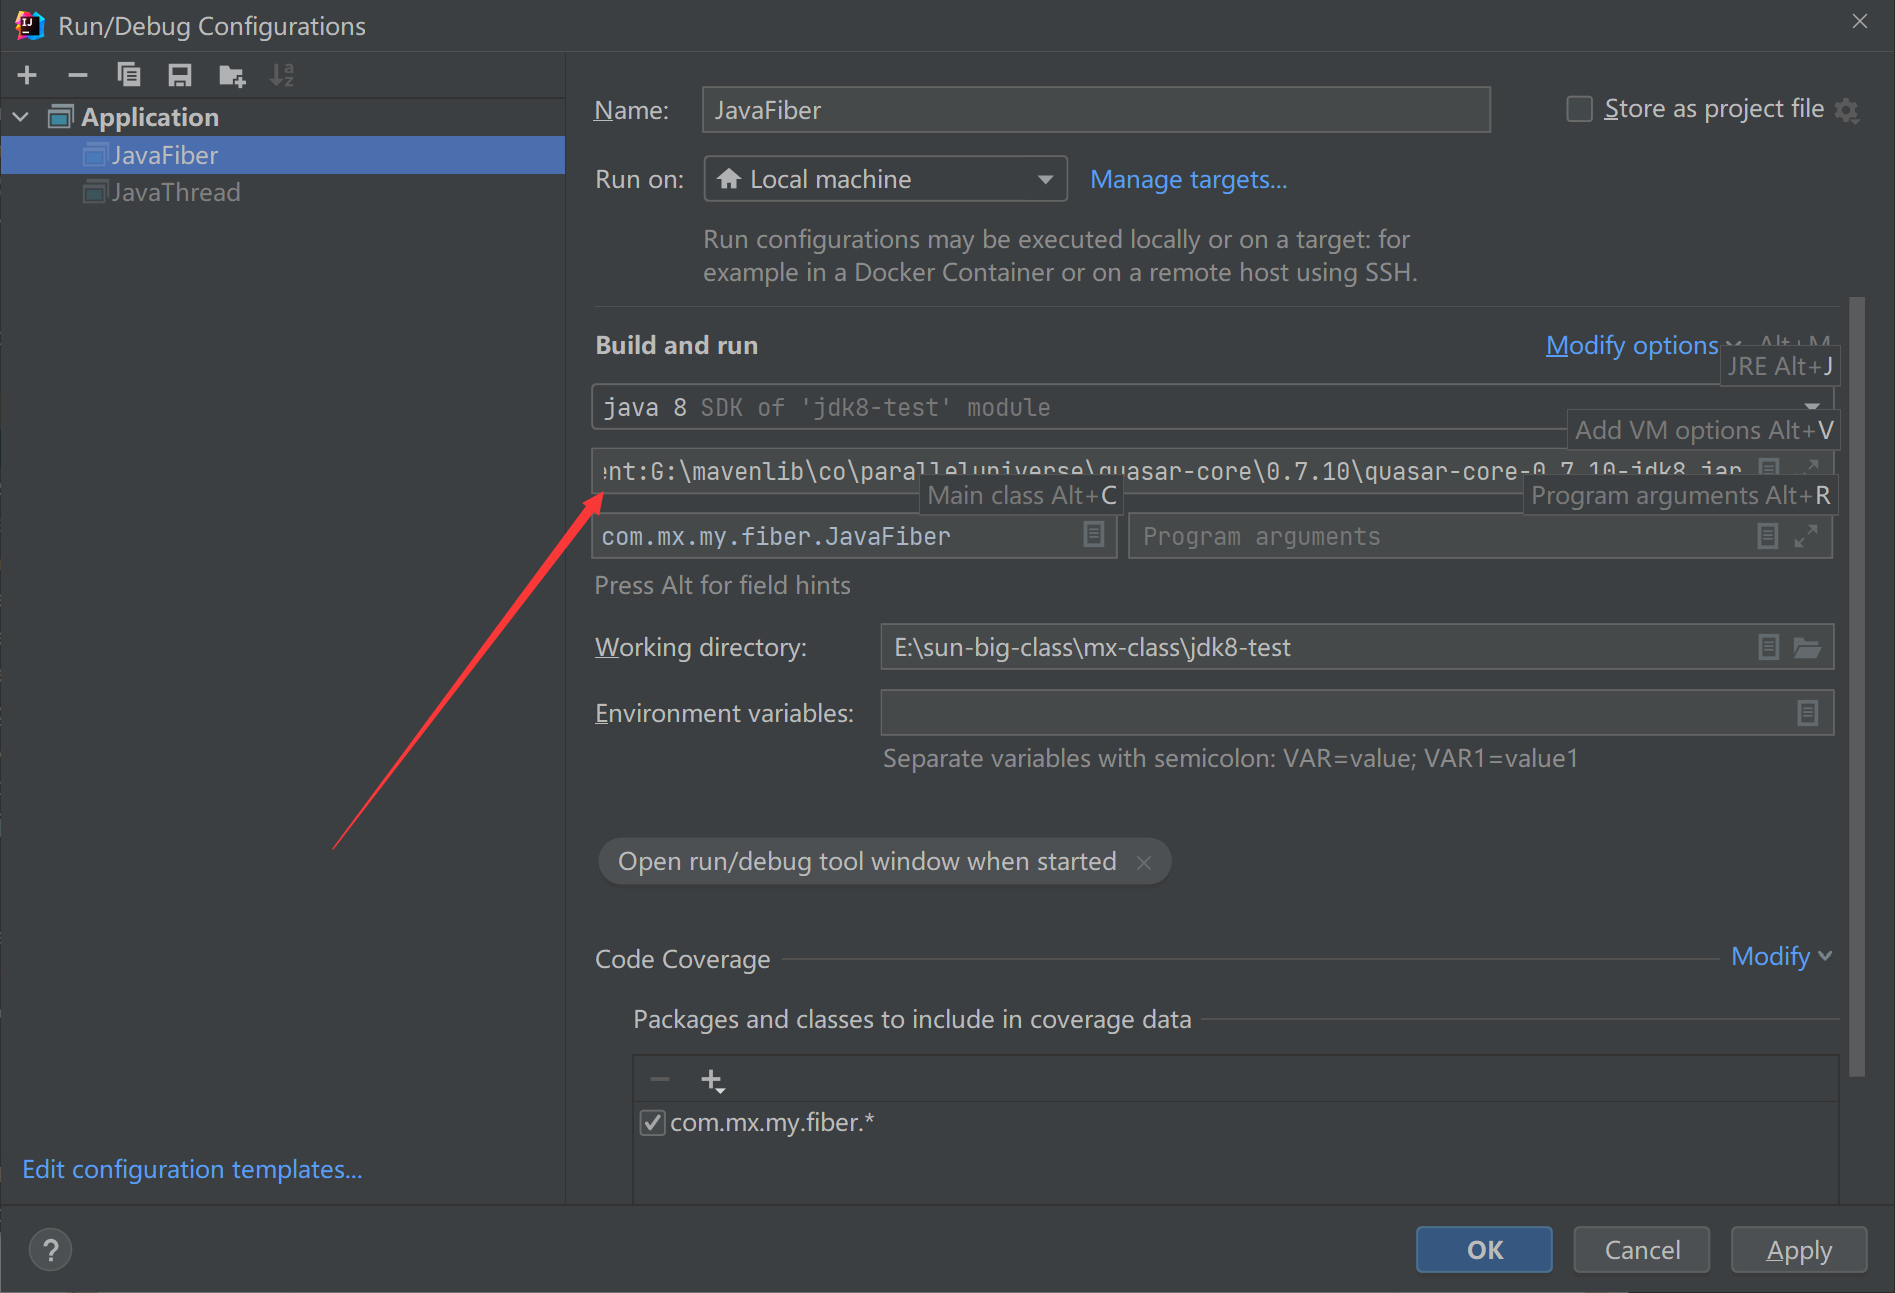 Run/Debug Configurations
Application
JavaFiber
JavaThread
Edit configuration templates...
Name: JavaFiber
Store as project file
Run on: Local machine Manage targets...
Run configurations may be executed locally or on a target: for
example in a Docker Container or on a remote host using SSH.
Build and run
Modify options Alt+M
JRE Alt+J
java 8 SDK of 'jdk8-test' module
Add VM options Alt+V
ent:G:\mavenlib\co\paralleluniverse\quasar-core\0.7.10\quasar-core-0.7.10-jdk8.jar
Main class Alt+C
Program arguments Alt+R
com.mx.my.fiber.JavaFiber
Program arguments
Press Alt for field hints
Working directory: E:\sun-big-class\mx-class\jdk8-test
Environment variables:
Separate variables with semicolon: VAR=value; VAR1=value1
Open run/debug tool window when started
Code Coverage
Modify
Packages and classes to include in coverage data
com.mx.my.fiber.*
?
OK
Cancel
Apply